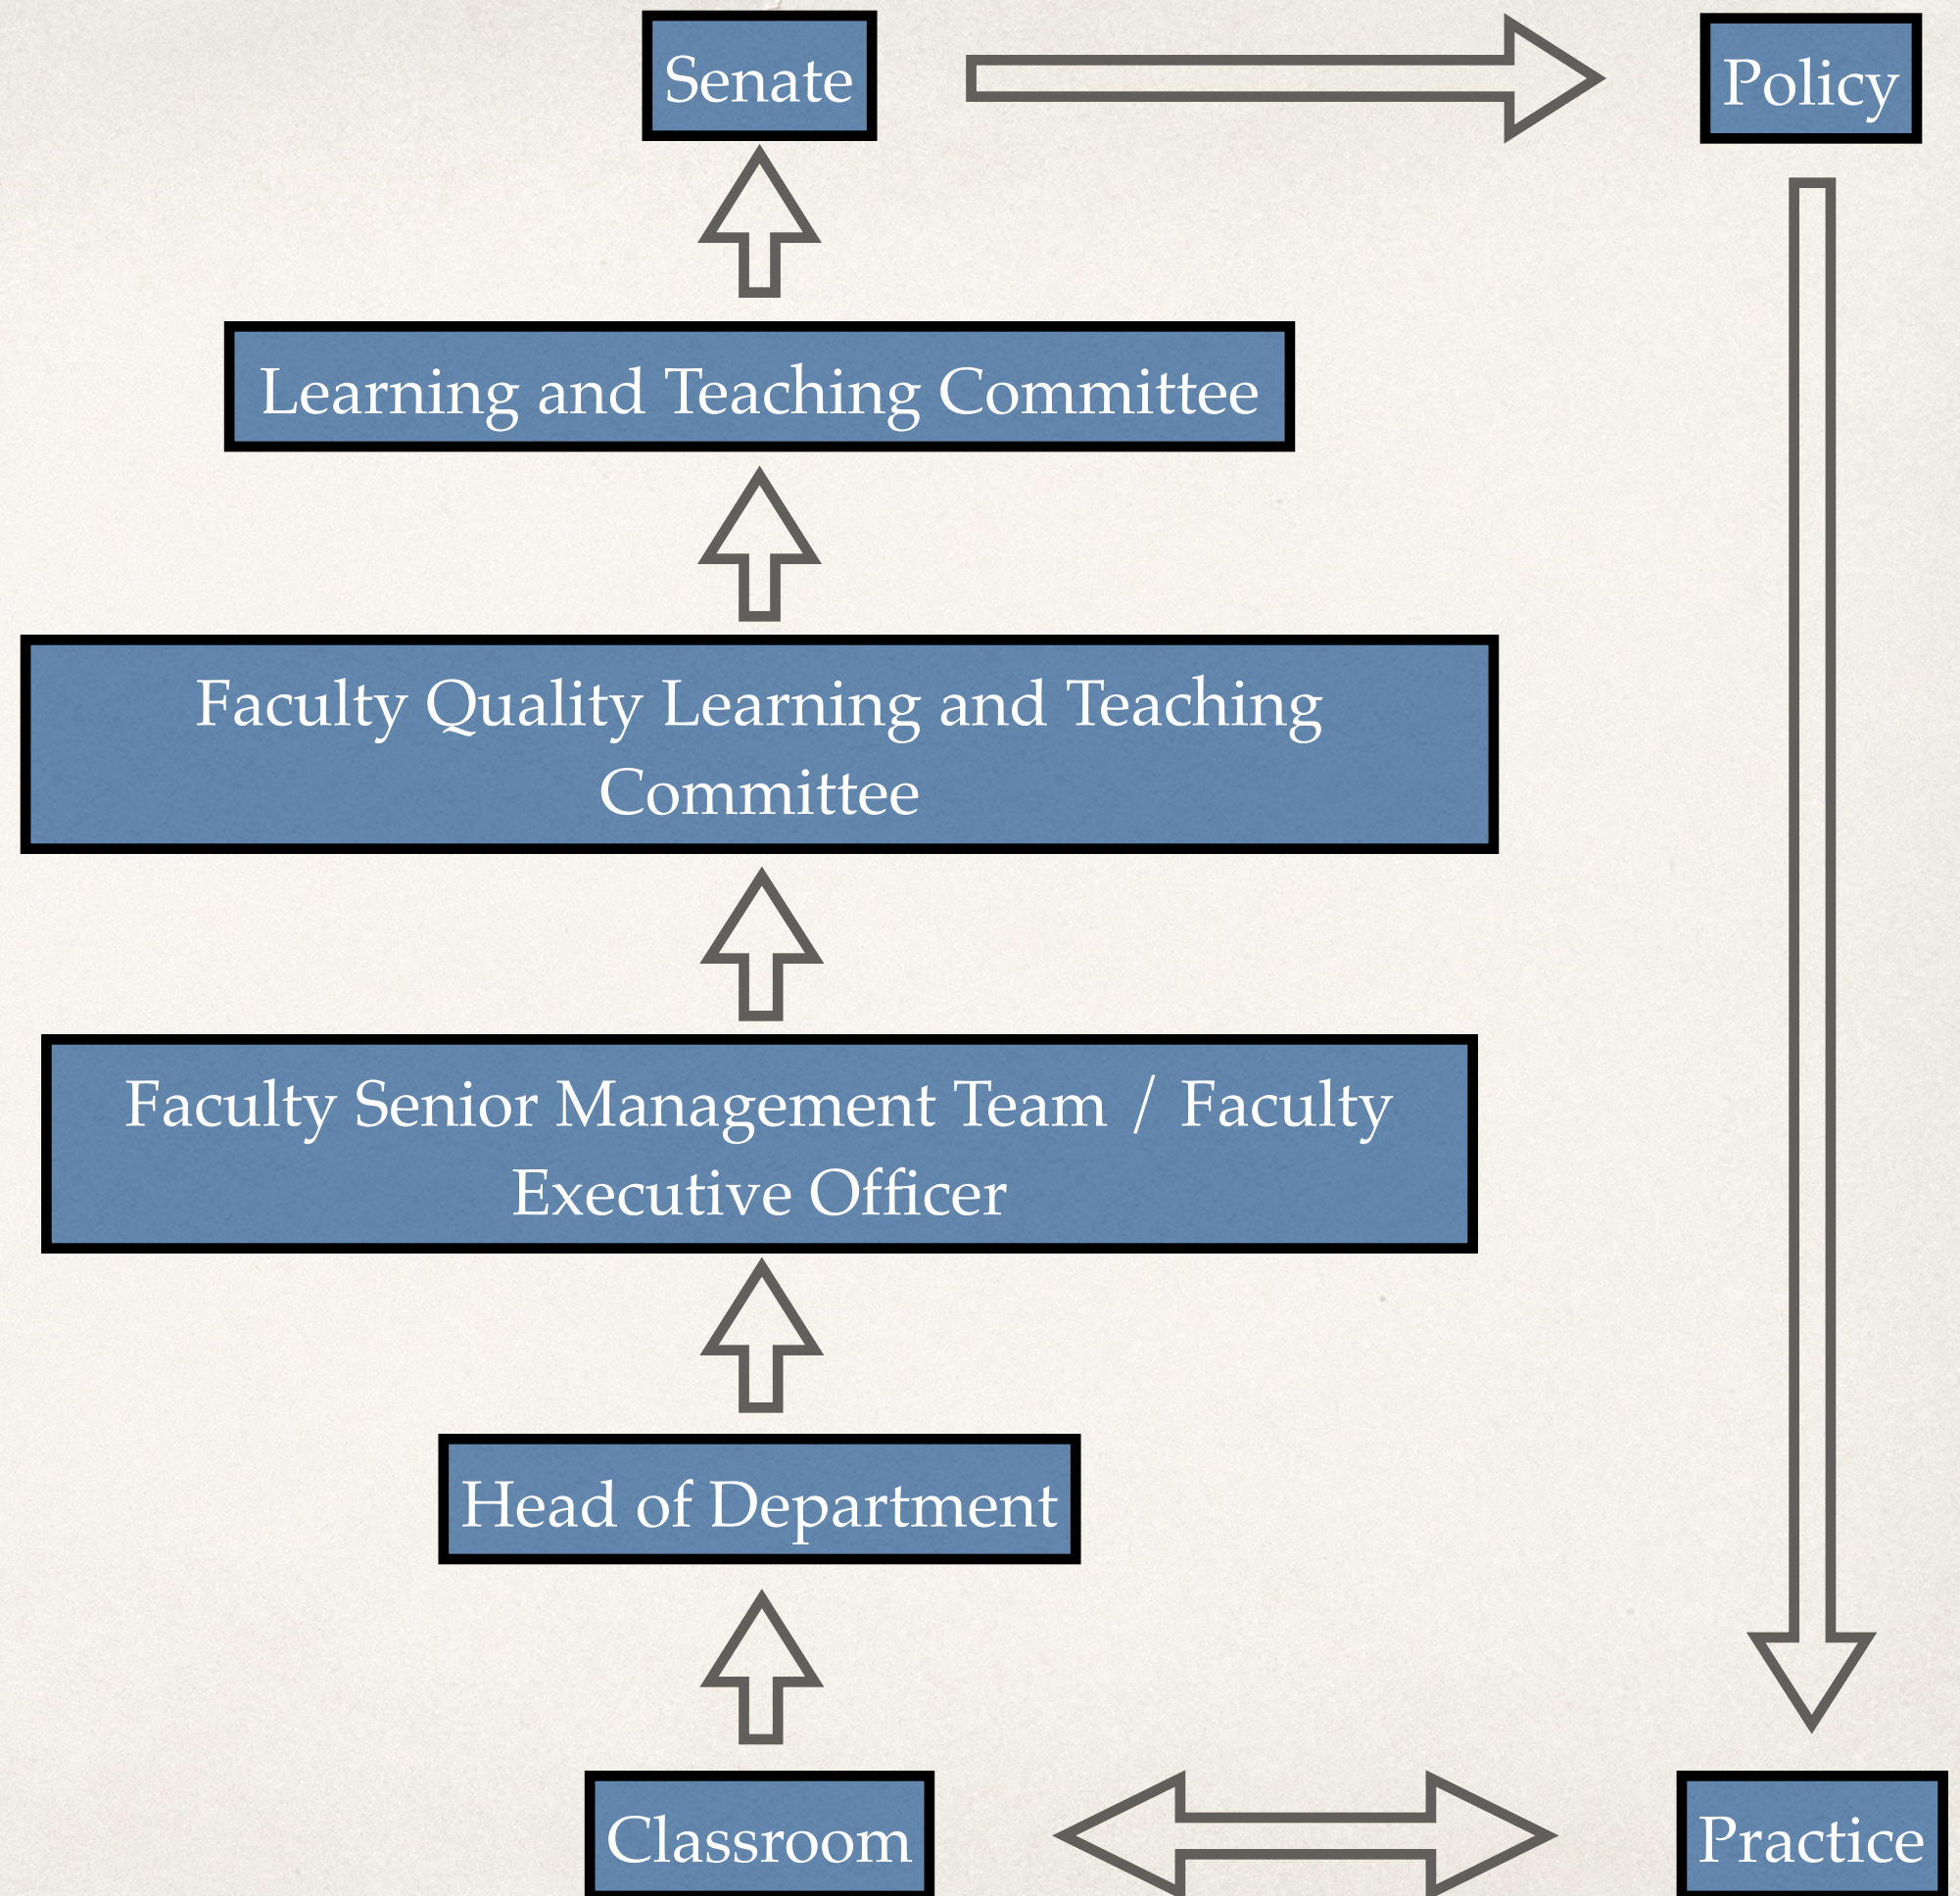 Senate
Policy
Learning and Teaching Committee
Faculty Quality Learning and Teaching
Committee
Faculty Senior Management Team / Faculty
Executive Officer
Head of Department
Classroom
Practice